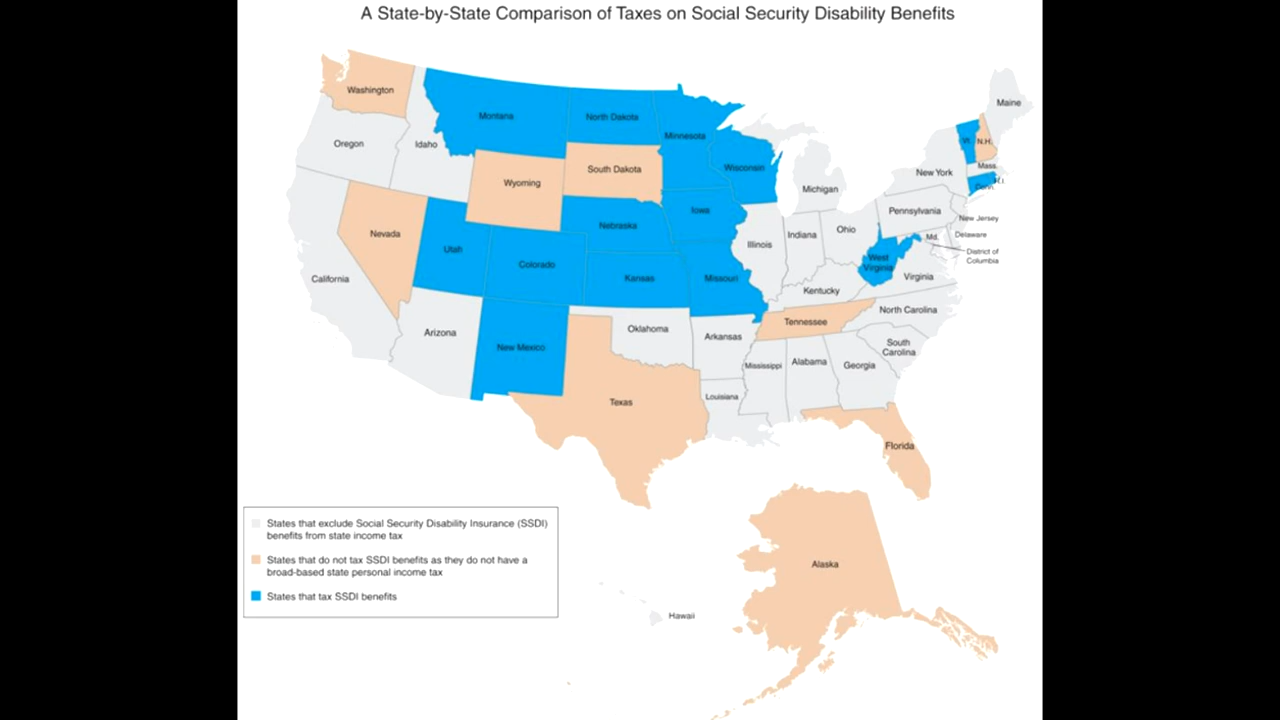 A State-by-State Comparison of Taxes on Social Security Disability Benefits
Washington
Maine
Montana
North Dakota
Minnesota
Oregon
Idaho
V.
N.H.
Mass.
Wisconsin
South Dakota
New York
Wyoming
R.I.
Conn.
Michigan
Iowa
Pennsylvania
New Jersey
Nebraska
Nevada
Ohio
Indiana
Illinois
Md.
Delaware
Utah
District of
Columbia
Colorado
West
Virginia
Virginia
California
Kansas
Missouri
Kentucky
North Carolina
Tennessee
Oklahoma
Arizona
Arkansas
South
Carolina
New Mexico
Mississippi
Alabama
Georgia
Louisiana
Texas
Florida
States that exclude Social Security Disability Insurance (SSDI)
benefits from state income tax
States that do not tax SSDI benefits as they do not have a
broad-based state personal income tax
States that tax SSDI benefits
Alaska
Hawaii